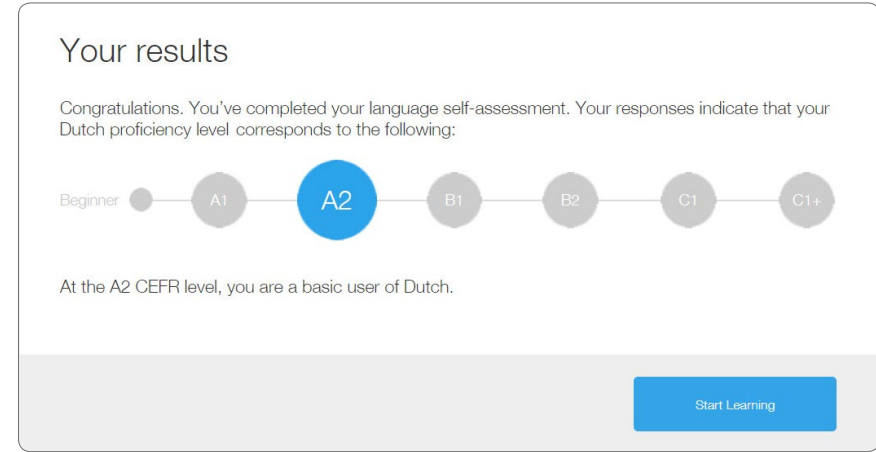 Your results
Congratulations. You've completed your language self-assessment. Your responses indicate that your
Dutch proficiency level corresponds to the following:
Beginner A1 A2 B1 B2 C1 C1+
At the A2 CEFR level, you are a basic user of Dutch.
Start Learning